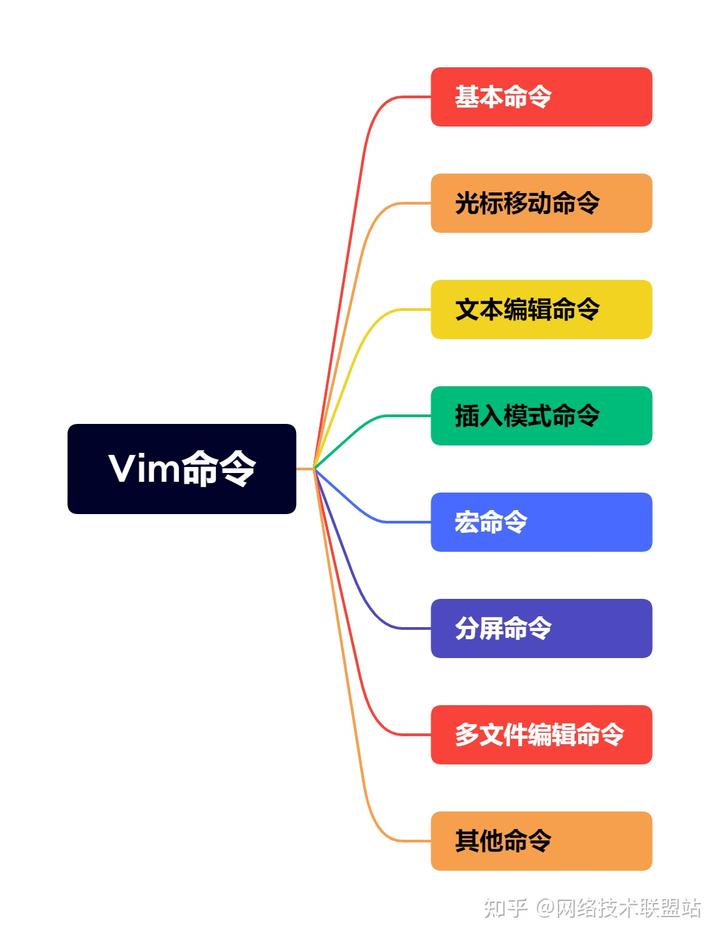 基本命令
光标移动命令
文本编辑命令
插入模式命令
Vim命令
宏命令
分屏命令
多文件编辑命令
其他命令
知乎 @网络技术联盟站